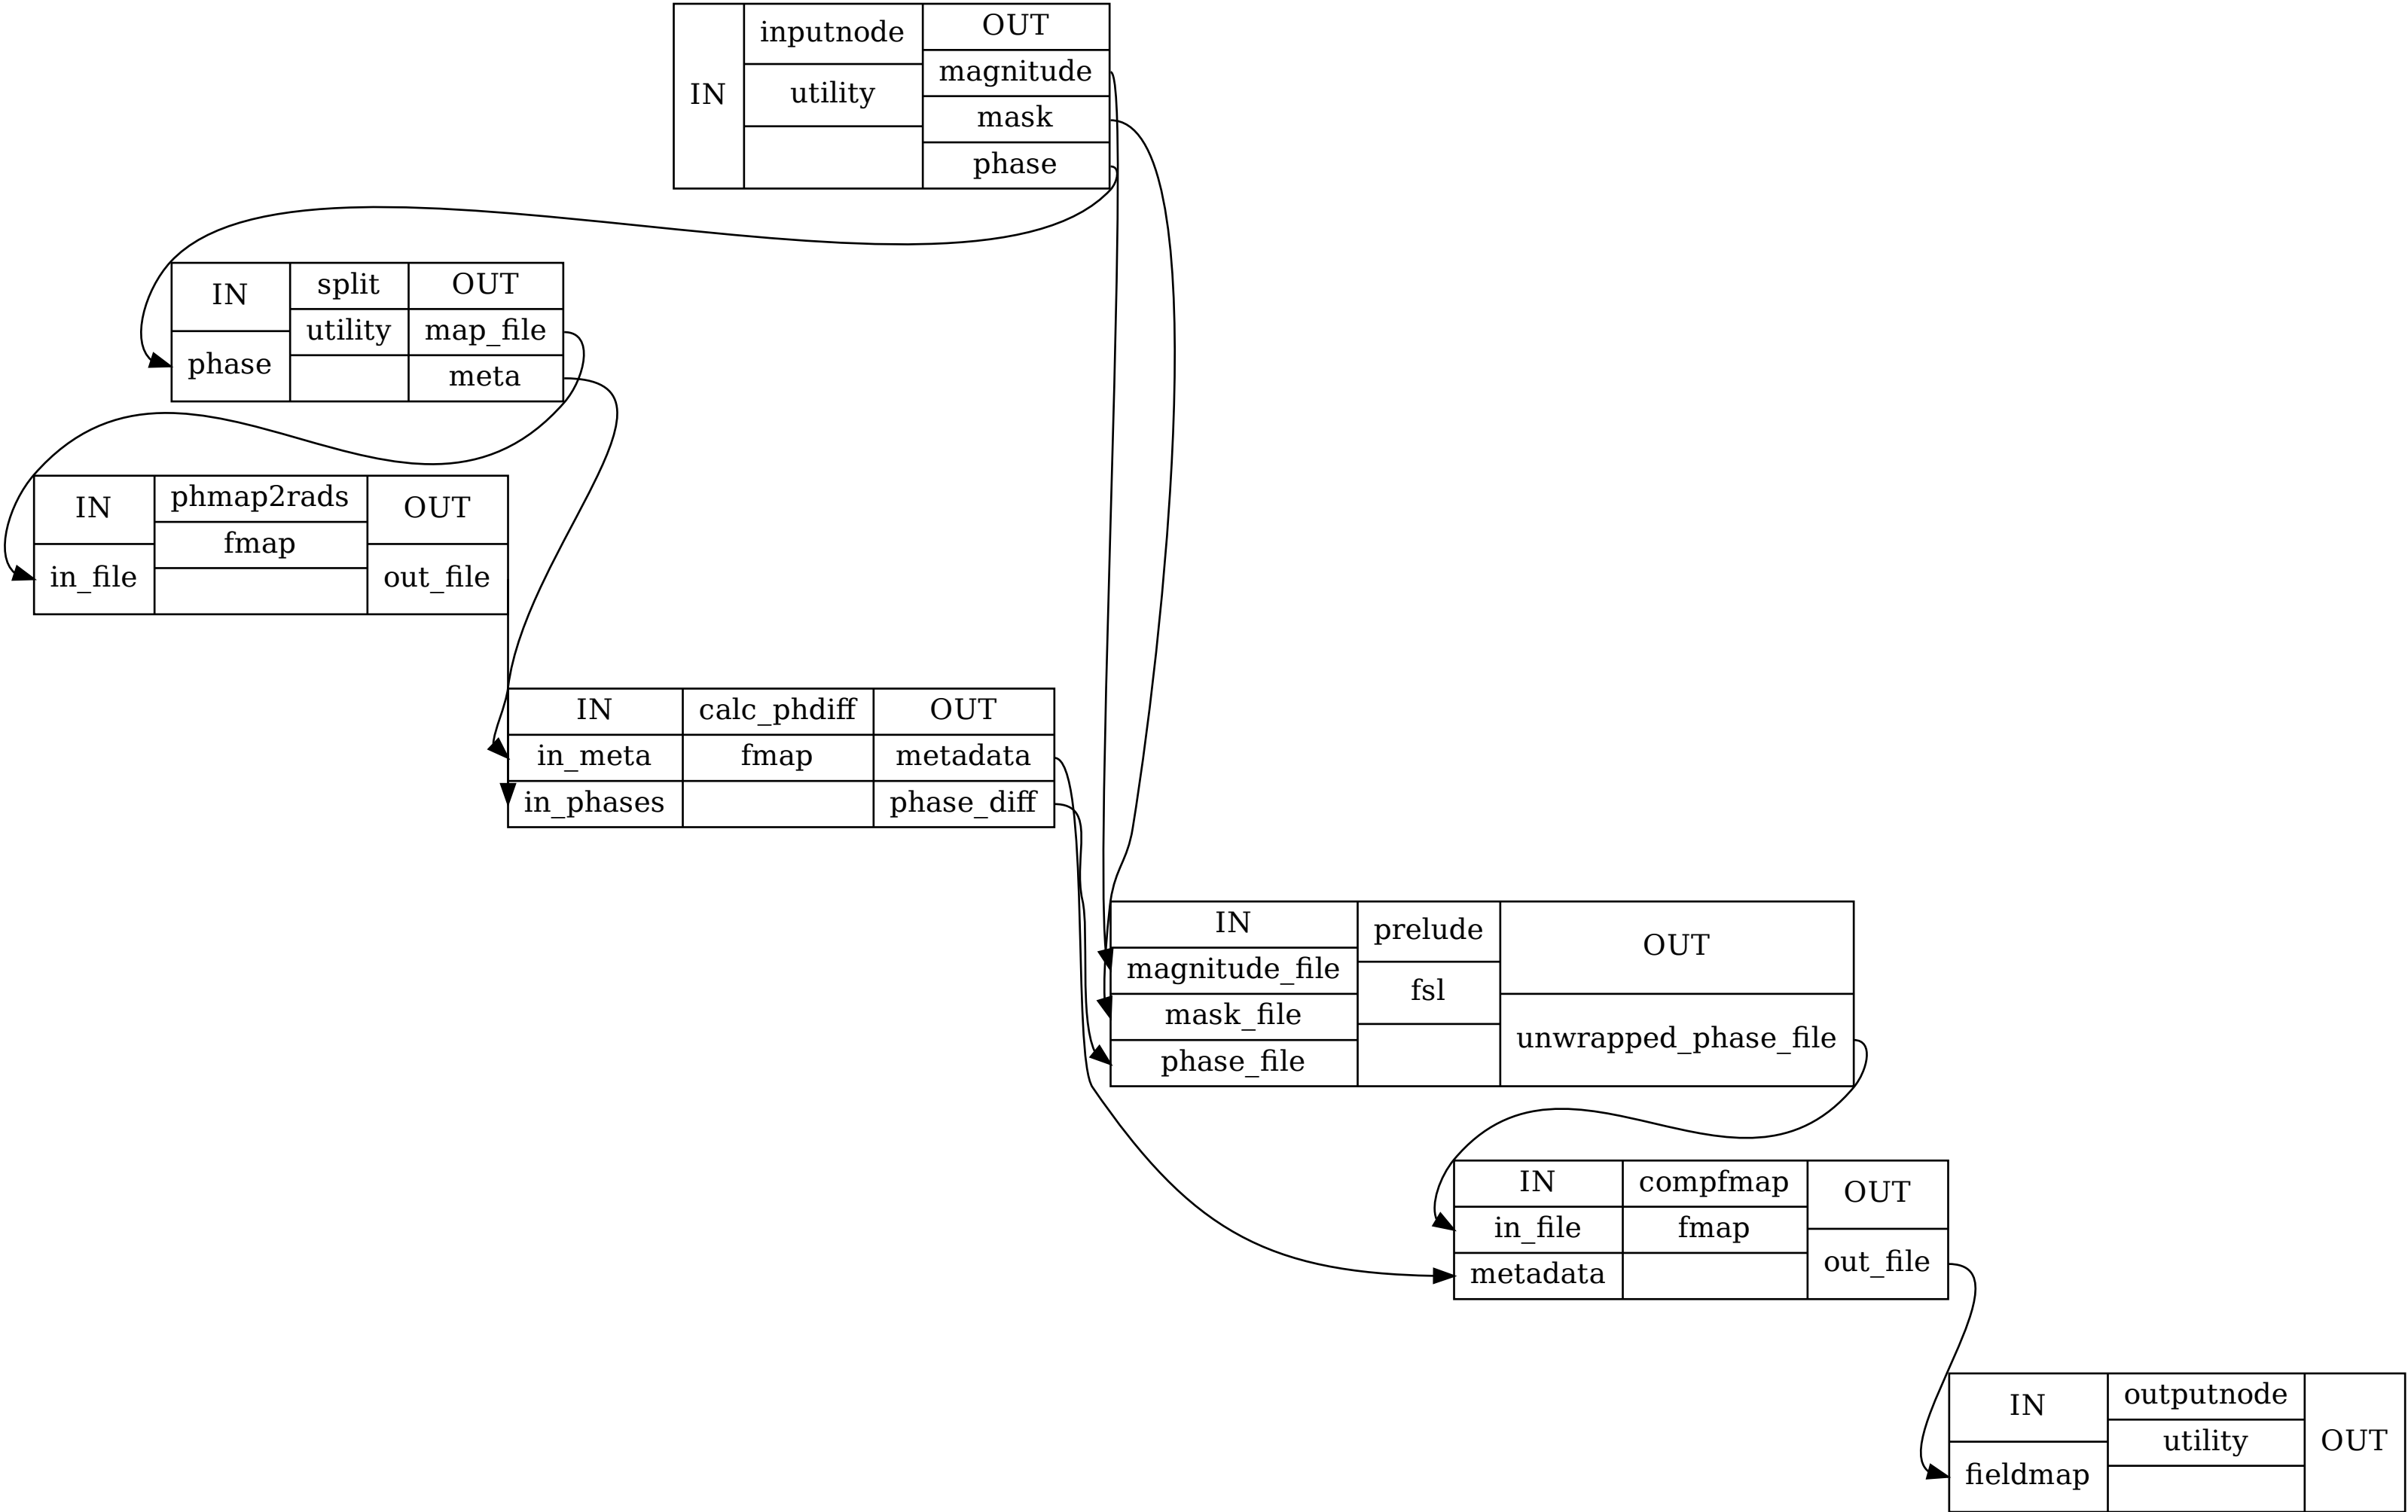 IN
inputnode
utility
OUT
magnitude
mask
phase
IN
phase
split
utility
OUT
map_file
meta
IN
in_file
phmap2rads
fmap
OUT
out_file
IN
in_meta
in_phases
calc_phdiff
fmap
OUT
metadata
phase_diff
IN
magnitude_file
mask_file
phase_file
prelude
fsl
OUT
unwrapped_phase_file
IN
in_file
metadata
compfmap
fmap
OUT
out_file
IN
fieldmap
outputnode
utility
OUT